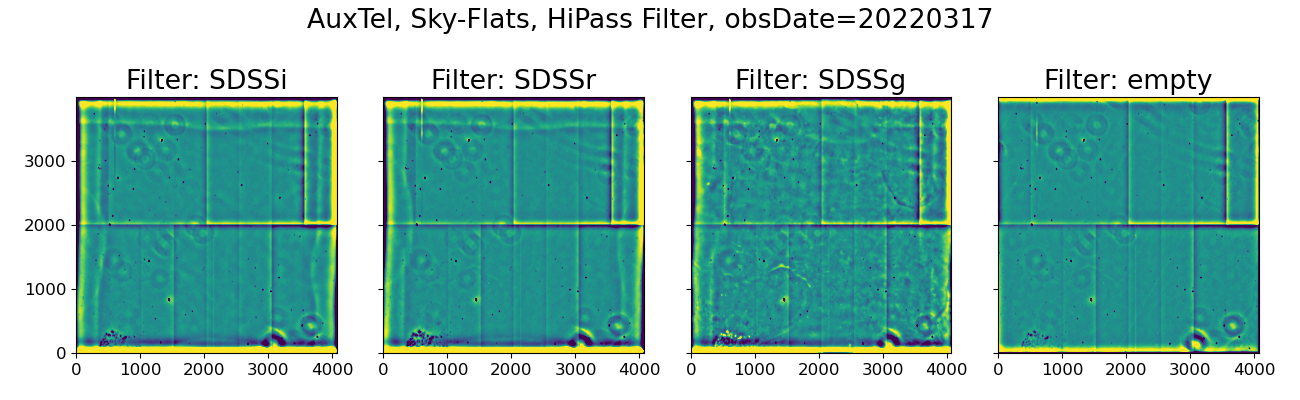 AuxTel, Sky-Flats, HiPass Filter, obsDate=20220317
Filter: SDSSi Filter: SDSSr Filter: SDSSg Filter: empty
3000
2000
1000
0
0 1000 2000 3000 4000 0 1000 2000 3000 4000 0 1000 2000 3000 4000 0 1000 2000 3000 4000